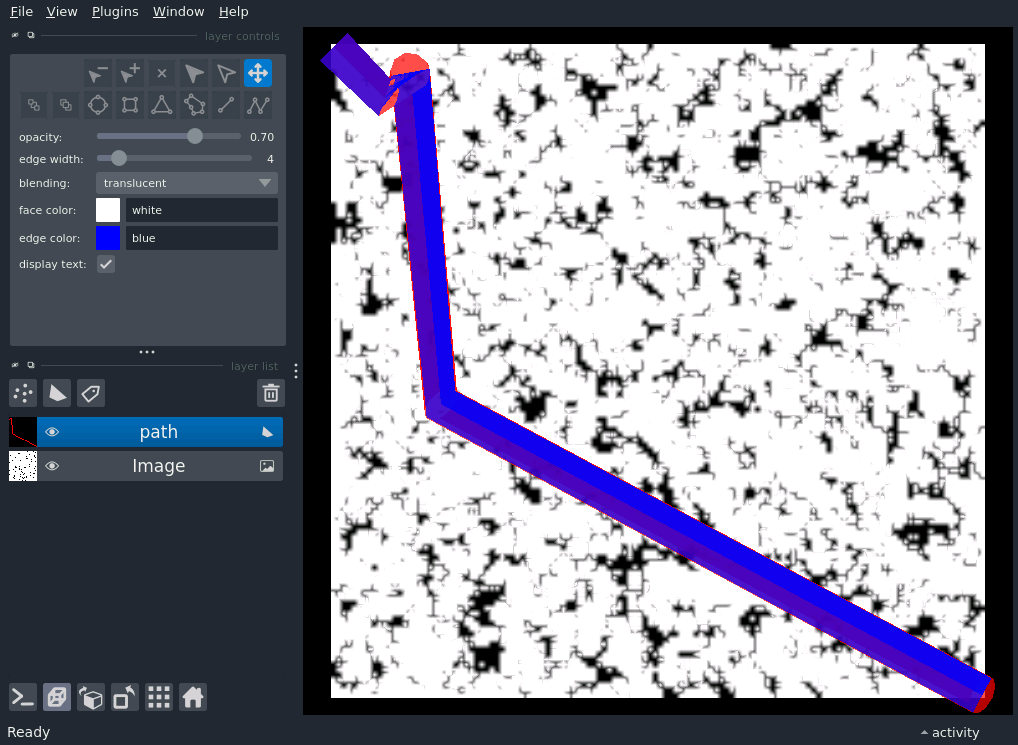 File View Plugins Window Help
layer controls
opacity: 0.70
edge width: 4
blending: translucent
face color: white
edge color: blue
display text:
layer list
path
Image
Ready activity